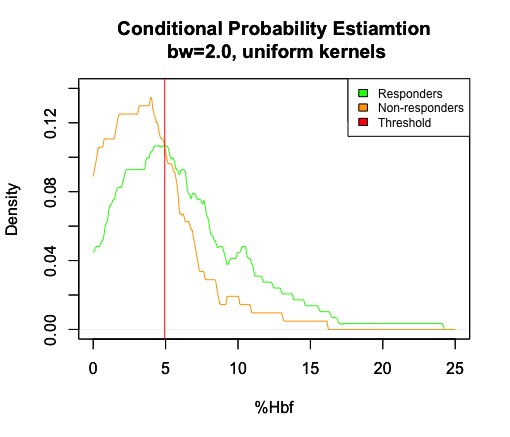 Conditional Probability Estiamtion
bw=2.0, uniform kernels
Responders
Non-responders
Threshold
Density
0.12
0.08
0.04
0.00
0 5 10 15 20 25
%Hbf